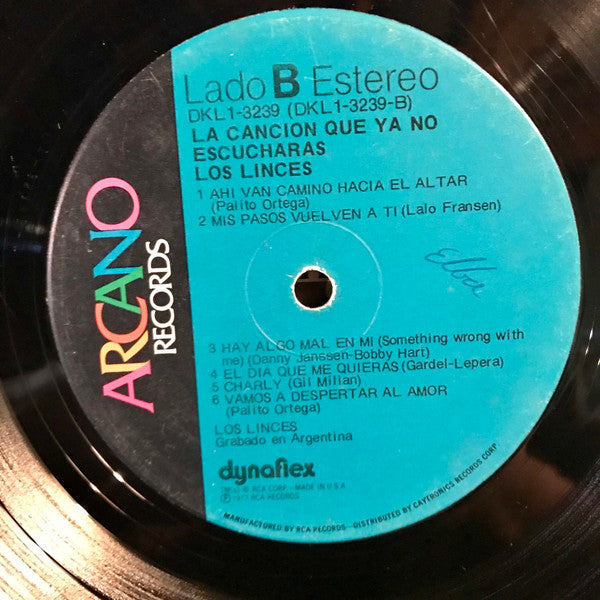 Lado B Estereo
DKL1-3239 (DKL1-3239-B)
LA CANCION QUE YA NO
ESCUCHARAS
LOS LINCES
1 AHI VAN CAMINO HACIA EL ALTAR
(Palito Ortega)
2 MIS PASOS VUELVEN A TI (Lalo Fransen)
Elba
3 HAY ALGO MAL EN MI (Something wrong with
me) (Danny Janssen-Bobby Hart)
4 EL DIA QUE ME QUIERAS (Gardel-Lepera)
5 CHARLY (Gil Milian)
6 VAMOS A DESPERTAR AL AMOR
(Palito Ortega)
LOS LINCES
Grabado en Argentina
dynaflex
RCA CORP. - MADE IN U.S.A.
RCA RECORDS
MANUFACTURED BY RCA RECORDS - DISTRIBUTED BY CAYTRONICS RECORDS CORP.
ARCANO
RECORDS